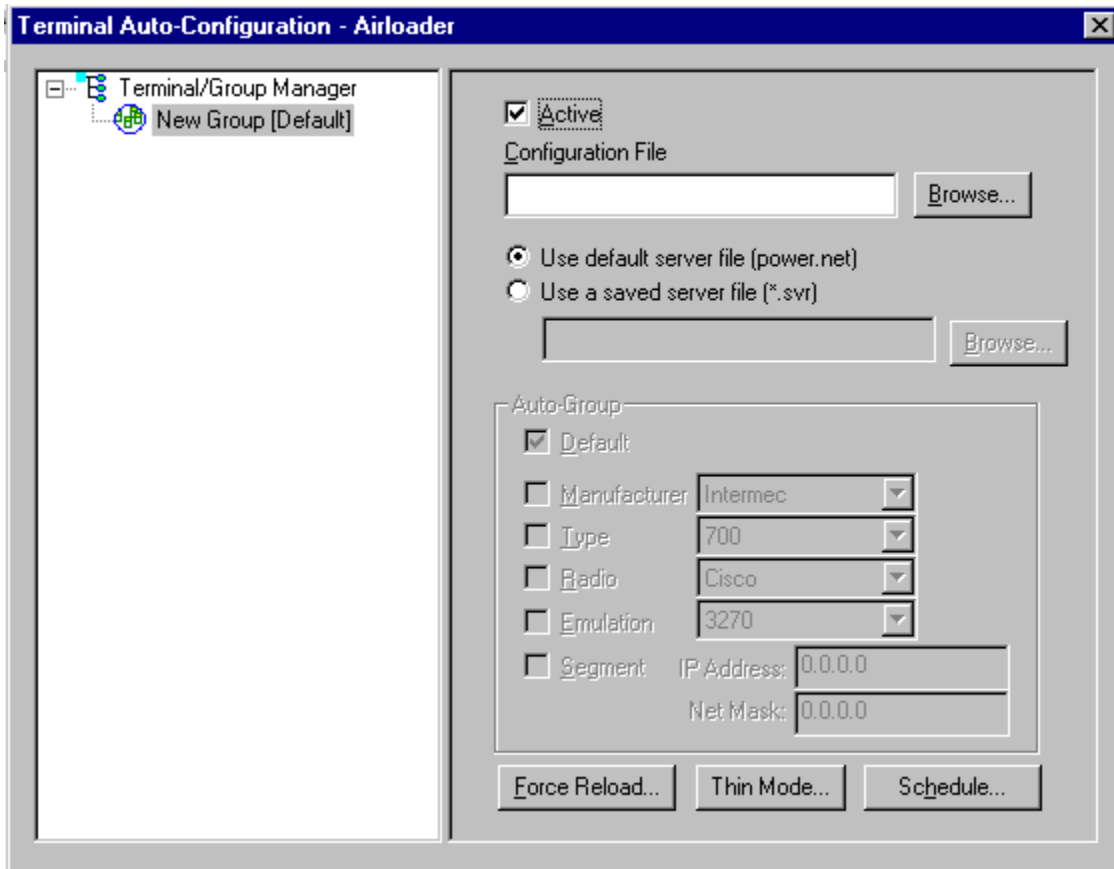 Terminal Auto-Configuration - Airloader
Terminal/Group Manager
New Group [Default]
Active
Configuration File
Browse...
Use default server file (power.net)
Use a saved server file (*.svr)
Browse...
Auto-Group
Default
Manufacturer Intermec
Type 700
Radio Cisco
Emulation 3270
Segment IP Address: 0.0.0.0
Net Mask: 0.0.0.0
Force Reload... Thin Mode... Schedule...